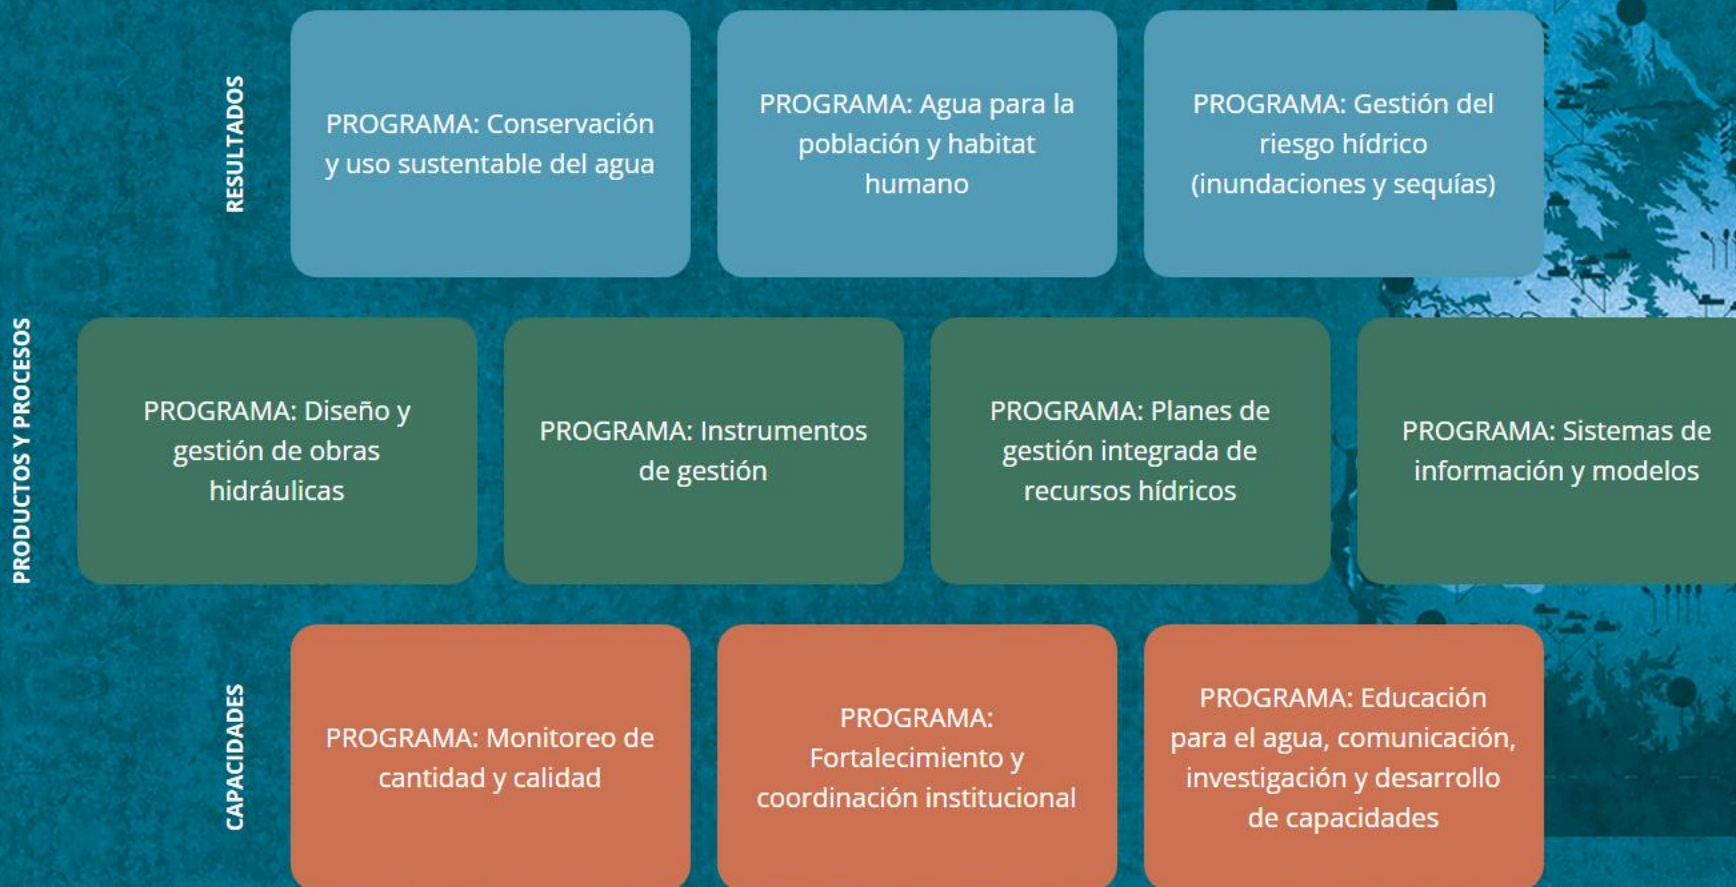 RESULTADOS
PROGRAMA: Conservación
y uso sustentable del agua
PROGRAMA: Agua para la
población y habitat
humano
PROGRAMA: Gestión del
riesgo hídrico
(inundaciones y sequías)
PRODUCTOS Y PROCESOS
PROGRAMA: Diseño y
gestión de obras
hidráulicas
PROGRAMA: Instrumentos
de gestión
PROGRAMA: Planes de
gestión integrada de
recursos hídricos
PROGRAMA: Sistemas de
información y modelos
CAPACIDADES
PROGRAMA: Monitoreo de
cantidad y calidad
PROGRAMA:
Fortalecimiento y
coordinación institucional
PROGRAMA: Educación
para el agua, comunicación,
investigación y desarrollo
de capacidades